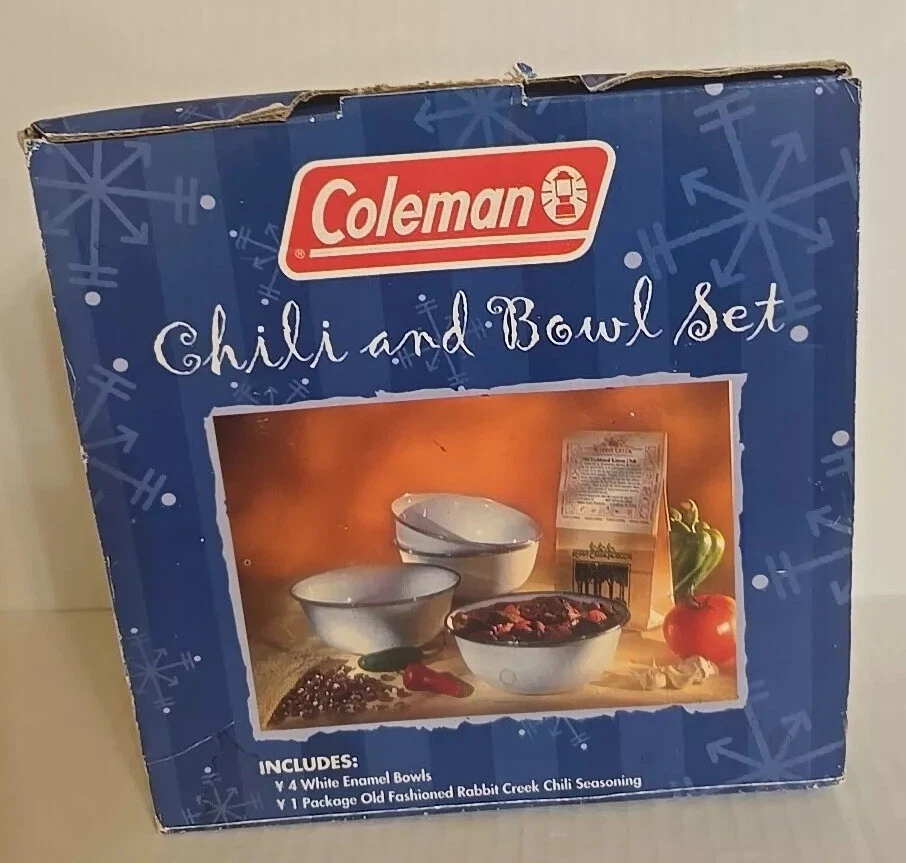 Coleman
®
Chili and Bowl Set
INCLUDES:
Y 4 White Enamel Bowls
Y 1 Package Old Fashioned Rabbit Creek Chili Seasoning